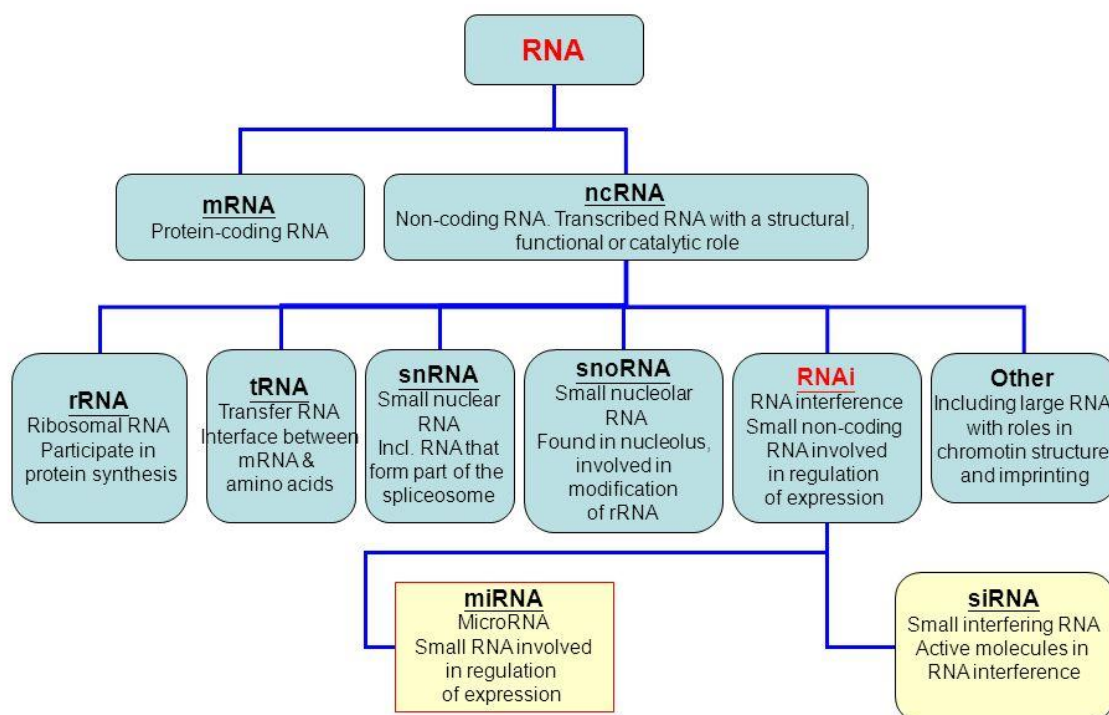 RNA
mRNA
Protein-coding RNA
ncRNA
Non-coding RNA. Transcribed RNA with a structural,
functional or catalytic role
rRNA
Ribosomal RNA
Participate in
protein synthesis
tRNA
Transfer RNA
Interface between
mRNA &
amino acids
snRNA
Small nuclear
RNA
Incl. RNA that
form part of the
spliceosome
snoRNA
Small nucleolar
RNA
Found in nucleolus,
involved in
modification
of rRNA
RNAi
RNA interference
Small non-coding
RNA involved
in regulation
of expression
Other
Including large RNA
with roles in
chromotin structure
and imprinting
miRNA
MicroRNA
Small RNA involved
in regulation
of expression
siRNA
Small interfering RNA
Active molecules in
RNA interference